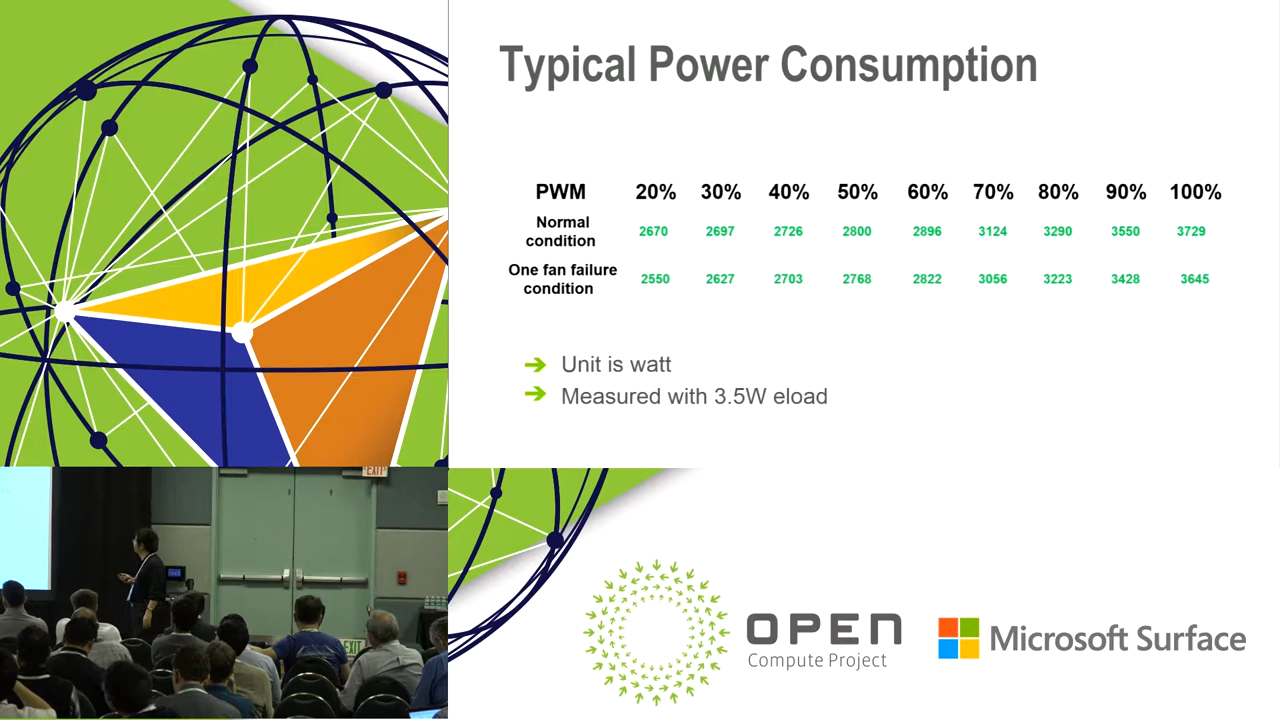 Typical Power Consumption
PWM 20% 30% 40% 50% 60% 70% 80% 90% 100%
Normal condition 2670 2697 2726 2800 2896 3124 3290 3550 3729
One fan failure condition 2550 2627 2703 2768 2822 3056 3223 3428 3645
Unit is watt
Measured with 3.5W eload
EXIT
EXIT
OPEN
Compute Project
Microsoft Surface